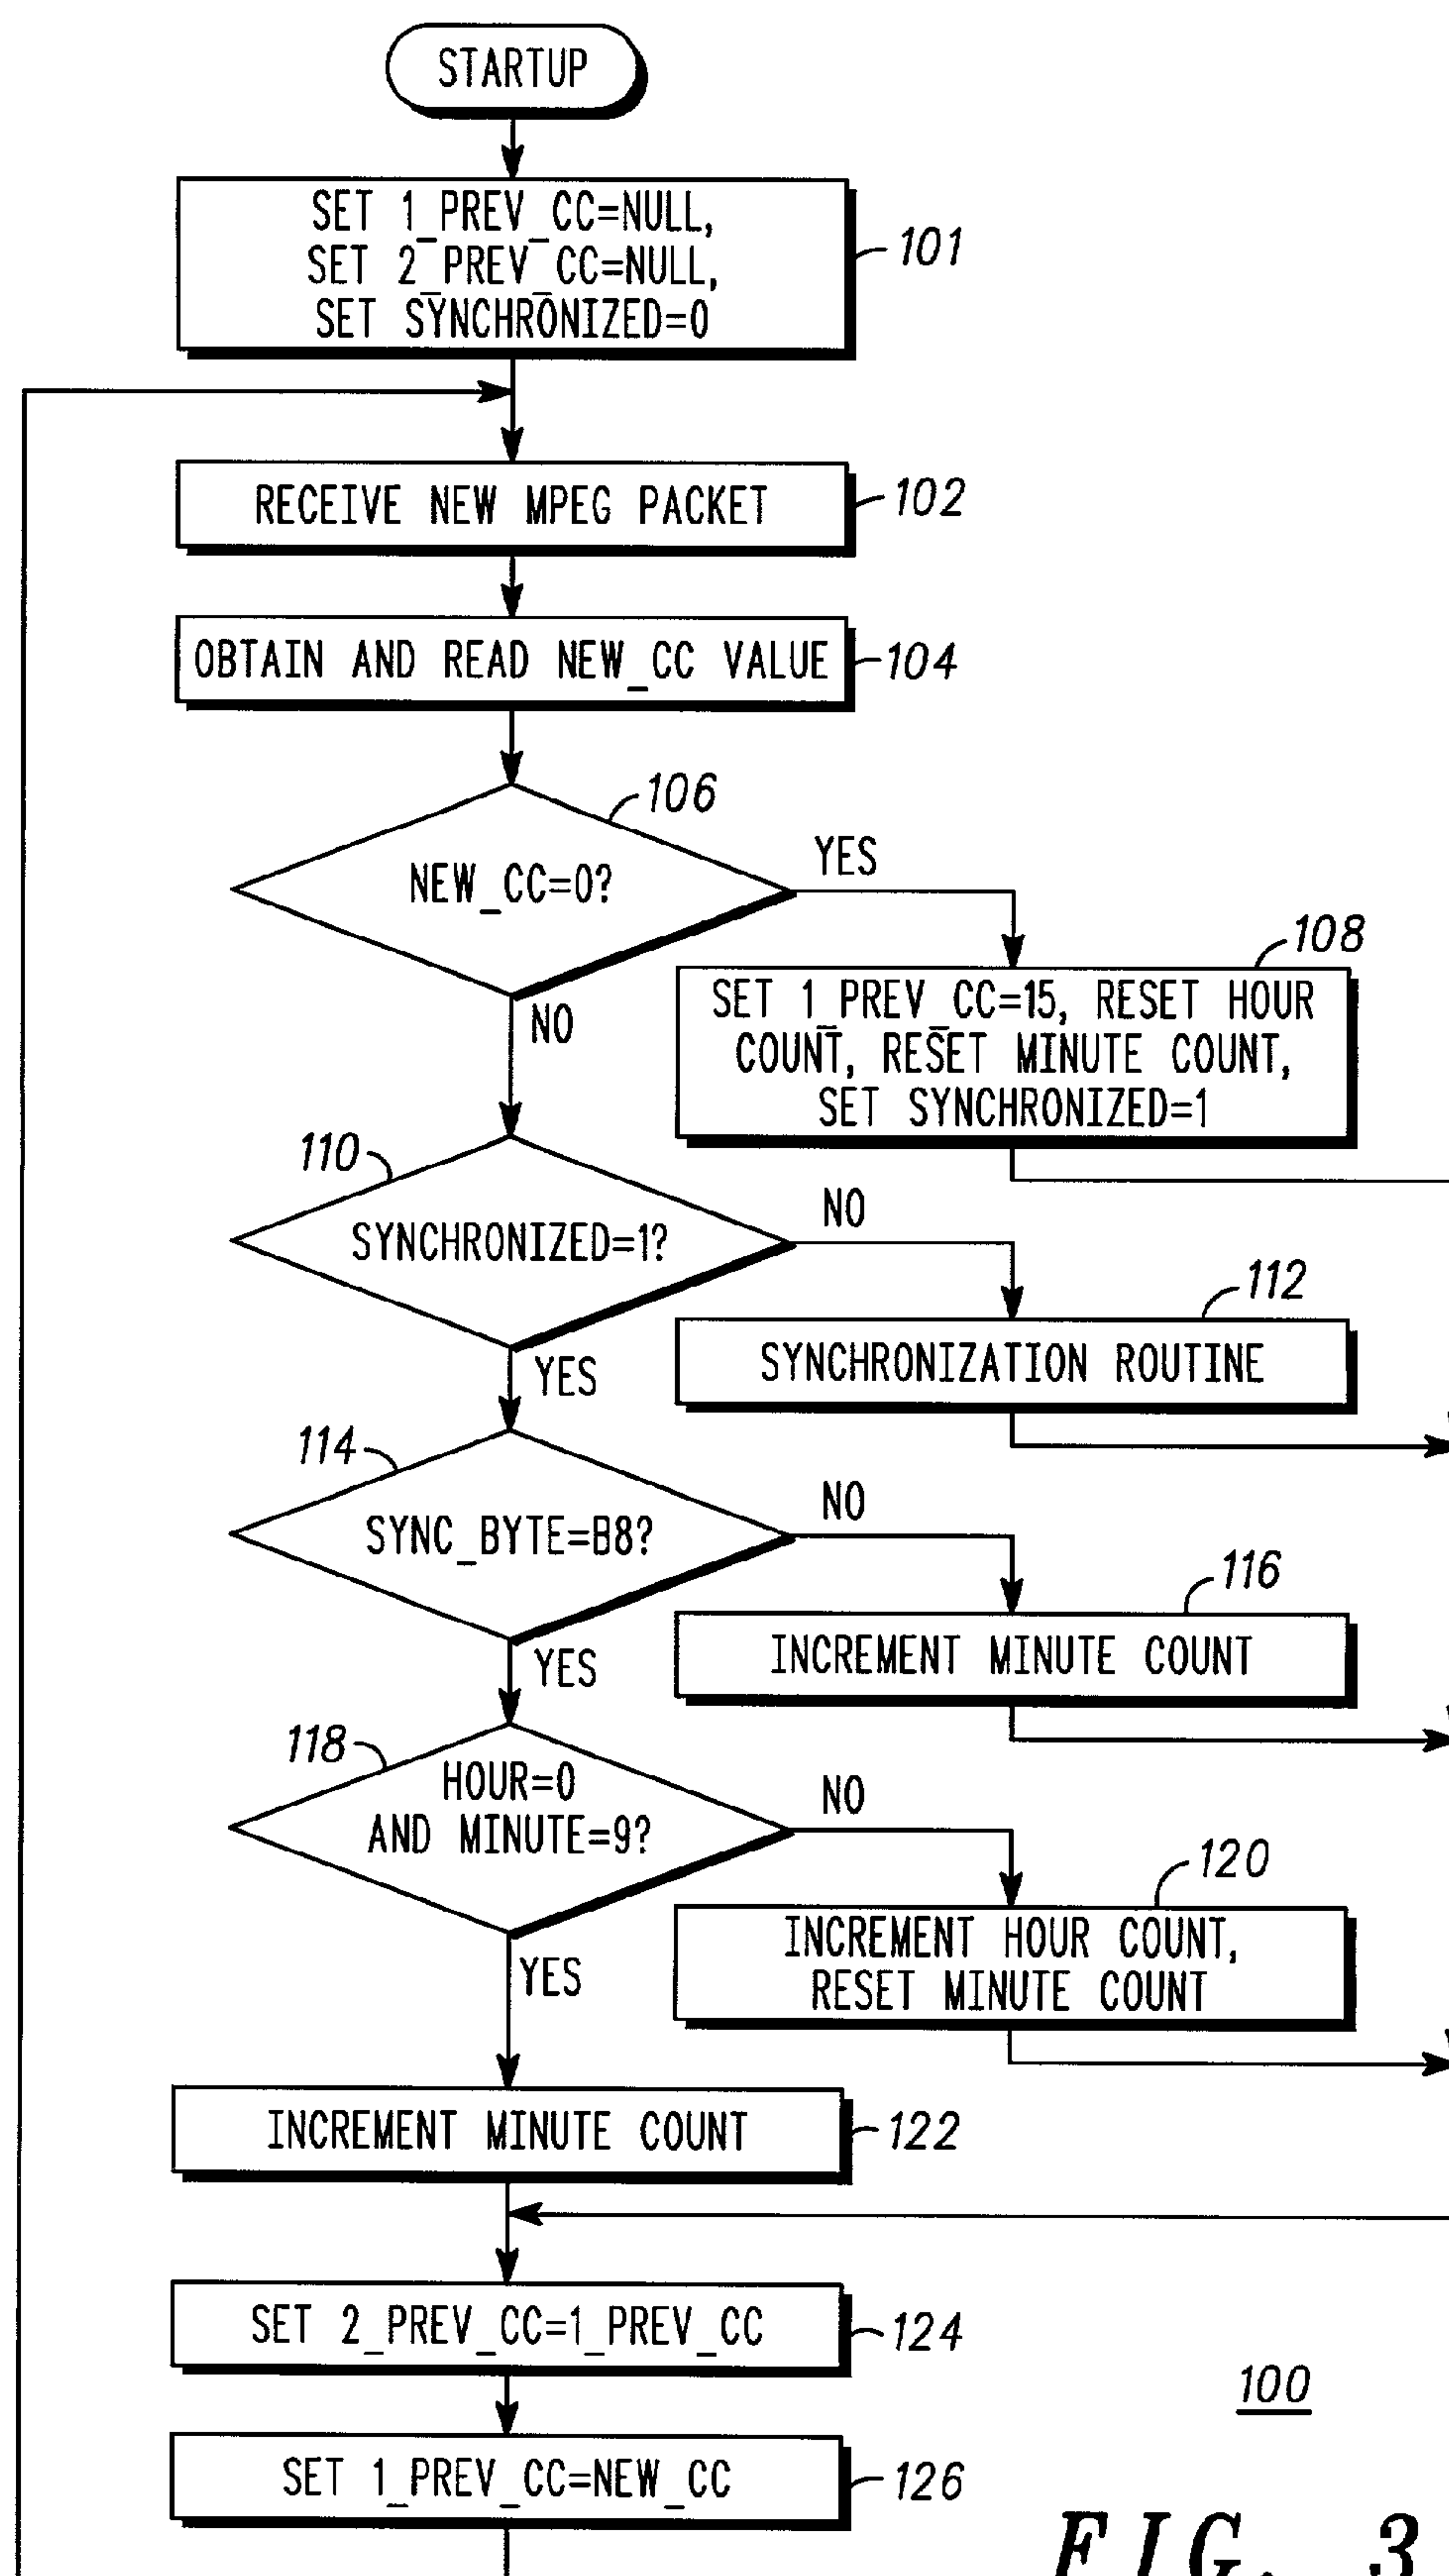 STARTUP
SET 1_PREV_CC=NULL,
SET 2_PREV_CC=NULL,
SET SYNCHRONIZED=0
101
RECEIVE NEW MPEG PACKET
102
OBTAIN AND READ NEW_CC VALUE
104
106
NEW_CC=0?
YES
NO
108
SET 1_PREV_CC=15, RESET HOUR
COUNT, RESET MINUTE COUNT,
SET SYNCHRONIZED=1
110
SYNCHRONIZED=1?
NO
YES
112
SYNCHRONIZATION ROUTINE
114
SYNC_BYTE=B8?
NO
YES
116
INCREMENT MINUTE COUNT
118
HOUR=0
AND MINUTE=9?
NO
YES
120
INCREMENT HOUR COUNT,
RESET MINUTE COUNT
INCREMENT MINUTE COUNT
122
SET 2_PREV_CC=1_PREV_CC
124
100
SET 1_PREV_CC=NEW_CC
126
FIG. 3